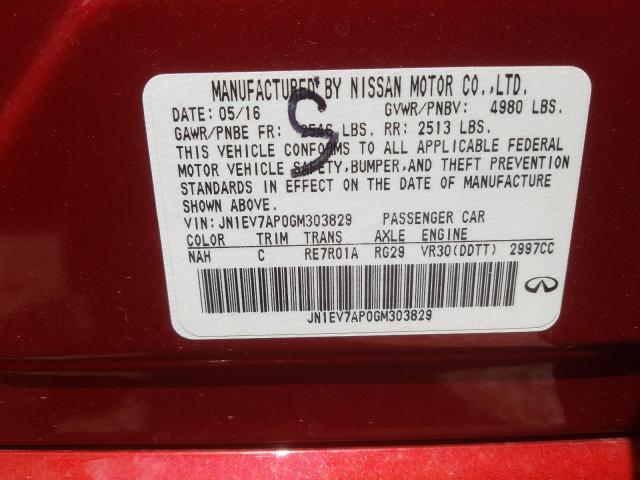 MANUFACTURED BY NISSAN MOTOR CO.,LTD.
DATE: 05/16 GVWR/PNBV: 4980 LBS.
GAWR/PNBE FR: 2546 LBS. RR: 2513 LBS.
THIS VEHICLE CONFORMS TO ALL APPLICABLE FEDERAL
MOTOR VEHICLE SAFETY,BUMPER,AND THEFT PREVENTION
STANDARDS IN EFFECT ON THE DATE OF MANUFACTURE
SHOWN ABOVE.
VIN: JN1EV7AP0GM303829 PASSENGER CAR
COLOR TRIM TRANS AXLE ENGINE
NAH C RE7R01A RG29 VR30(DDTT) 2997CC
JN1EV7AP0GM303829